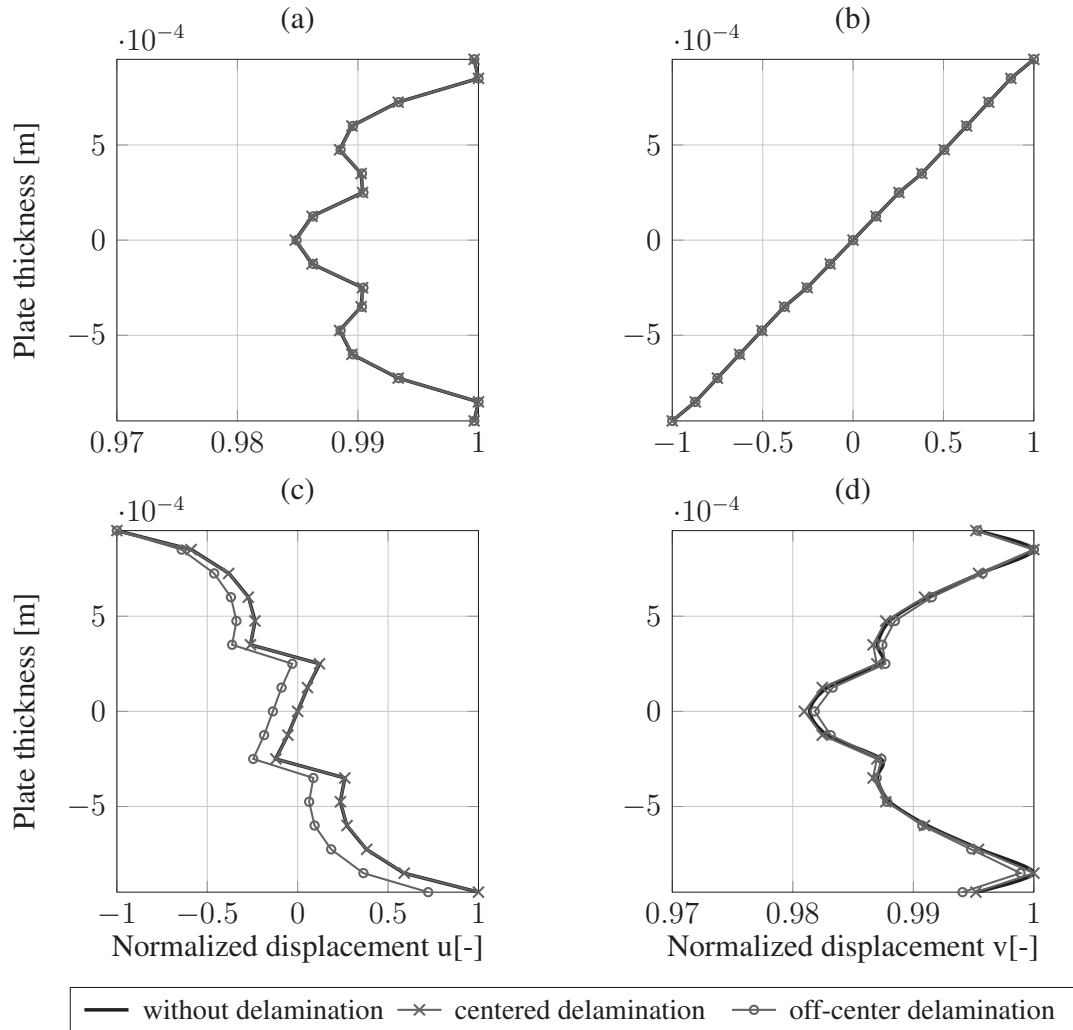 (a) (b)
·10⁻⁴ ·10⁻⁴
Plate thickness [m]
5 5
0 0
−5 −5
0.97 0.98 0.99 1 −1 −0.5 0 0.5 1
(c) (d)
·10⁻⁴ ·10⁻⁴
Plate thickness [m]
5 5
0 0
−5 −5
−1 −0.5 0 0.5 1 0.97 0.98 0.99 1
Normalized displacement u[-] Normalized displacement v[-]
without delamination centered delamination off-center delamination